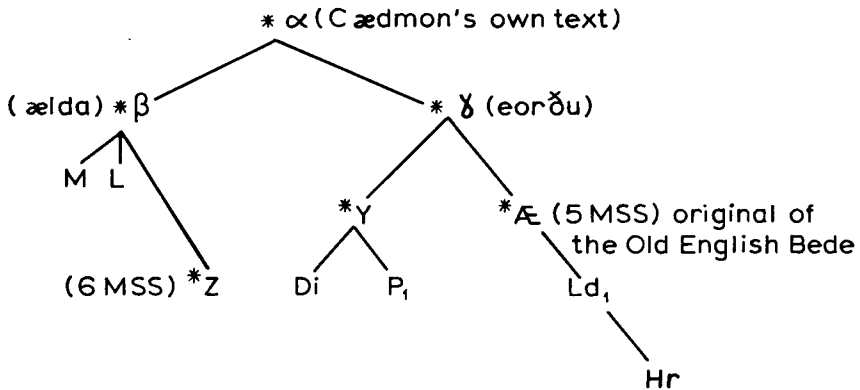 * α (Cædmon's own text)
(ælda) *β
* ɣ (eorðu)
M L
*Y
*Æ (5 MSS) original of
the Old English Bede
(6 MSS) *Z
Di
P₁
Ld₁
Hr